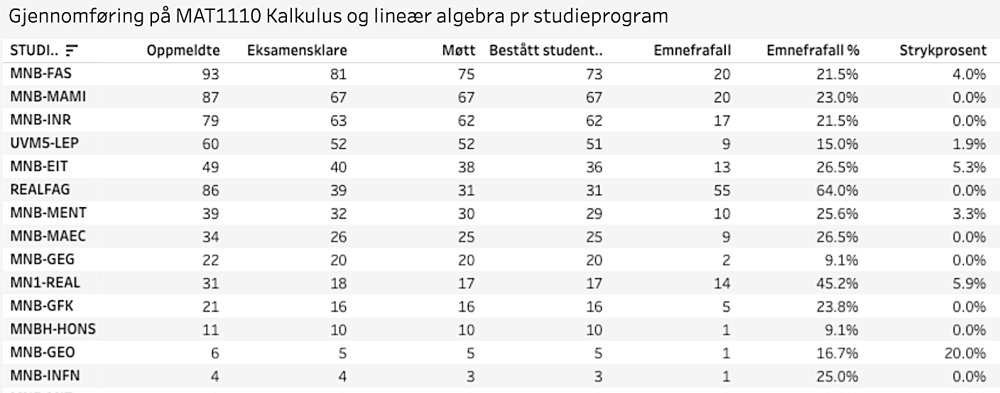 Gjennomføring på MAT1110 Kalkulus og lineær algebra pr studieprogram
STUDI.. Oppmeldte Eksamensklare Møtt Bestått student.. Emnefrafall Emnefrafall % Strykprosent
MNB-FAS 93 81 75 73 20 21.5% 4.0%
MNB-MAMI 87 67 67 67 20 23.0% 0.0%
MNB-INR 79 63 62 62 17 21.5% 0.0%
UVM5-LEP 60 52 52 51 9 15.0% 1.9%
MNB-EIT 49 40 38 36 13 26.5% 5.3%
REALFAG 86 39 31 31 55 64.0% 0.0%
MNB-MENT 39 32 30 29 10 25.6% 3.3%
MNB-MAEC 34 26 25 25 9 26.5% 0.0%
MNB-GEG 22 20 20 20 2 9.1% 0.0%
MN1-REAL 31 18 17 17 14 45.2% 5.9%
MNB-GFK 21 16 16 16 5 23.8% 0.0%
MNBH-HONS 11 10 10 10 1 9.1% 0.0%
MNB-GEO 6 5 5 5 1 16.7% 20.0%
MNB-INFN 4 4 3 3 1 25.0% 0.0%